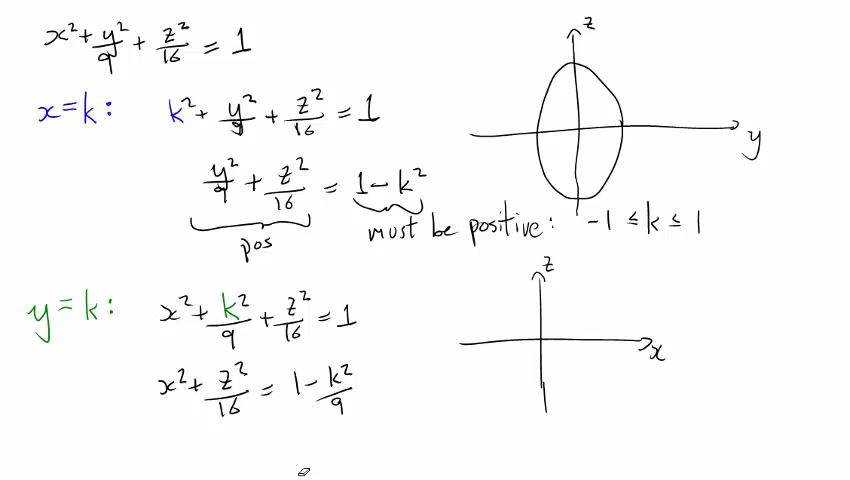 x² + y²/9 + z²/16 = 1
x = k: k² + y²/9 + z²/16 = 1
y²/9 + z²/16 = 1 - k²
pos must be positive: -1 ≤ k ≤ 1
z
y
y = k: x² + k²/9 + z²/16 = 1
x² + z²/16 = 1 - k²/9
z
x